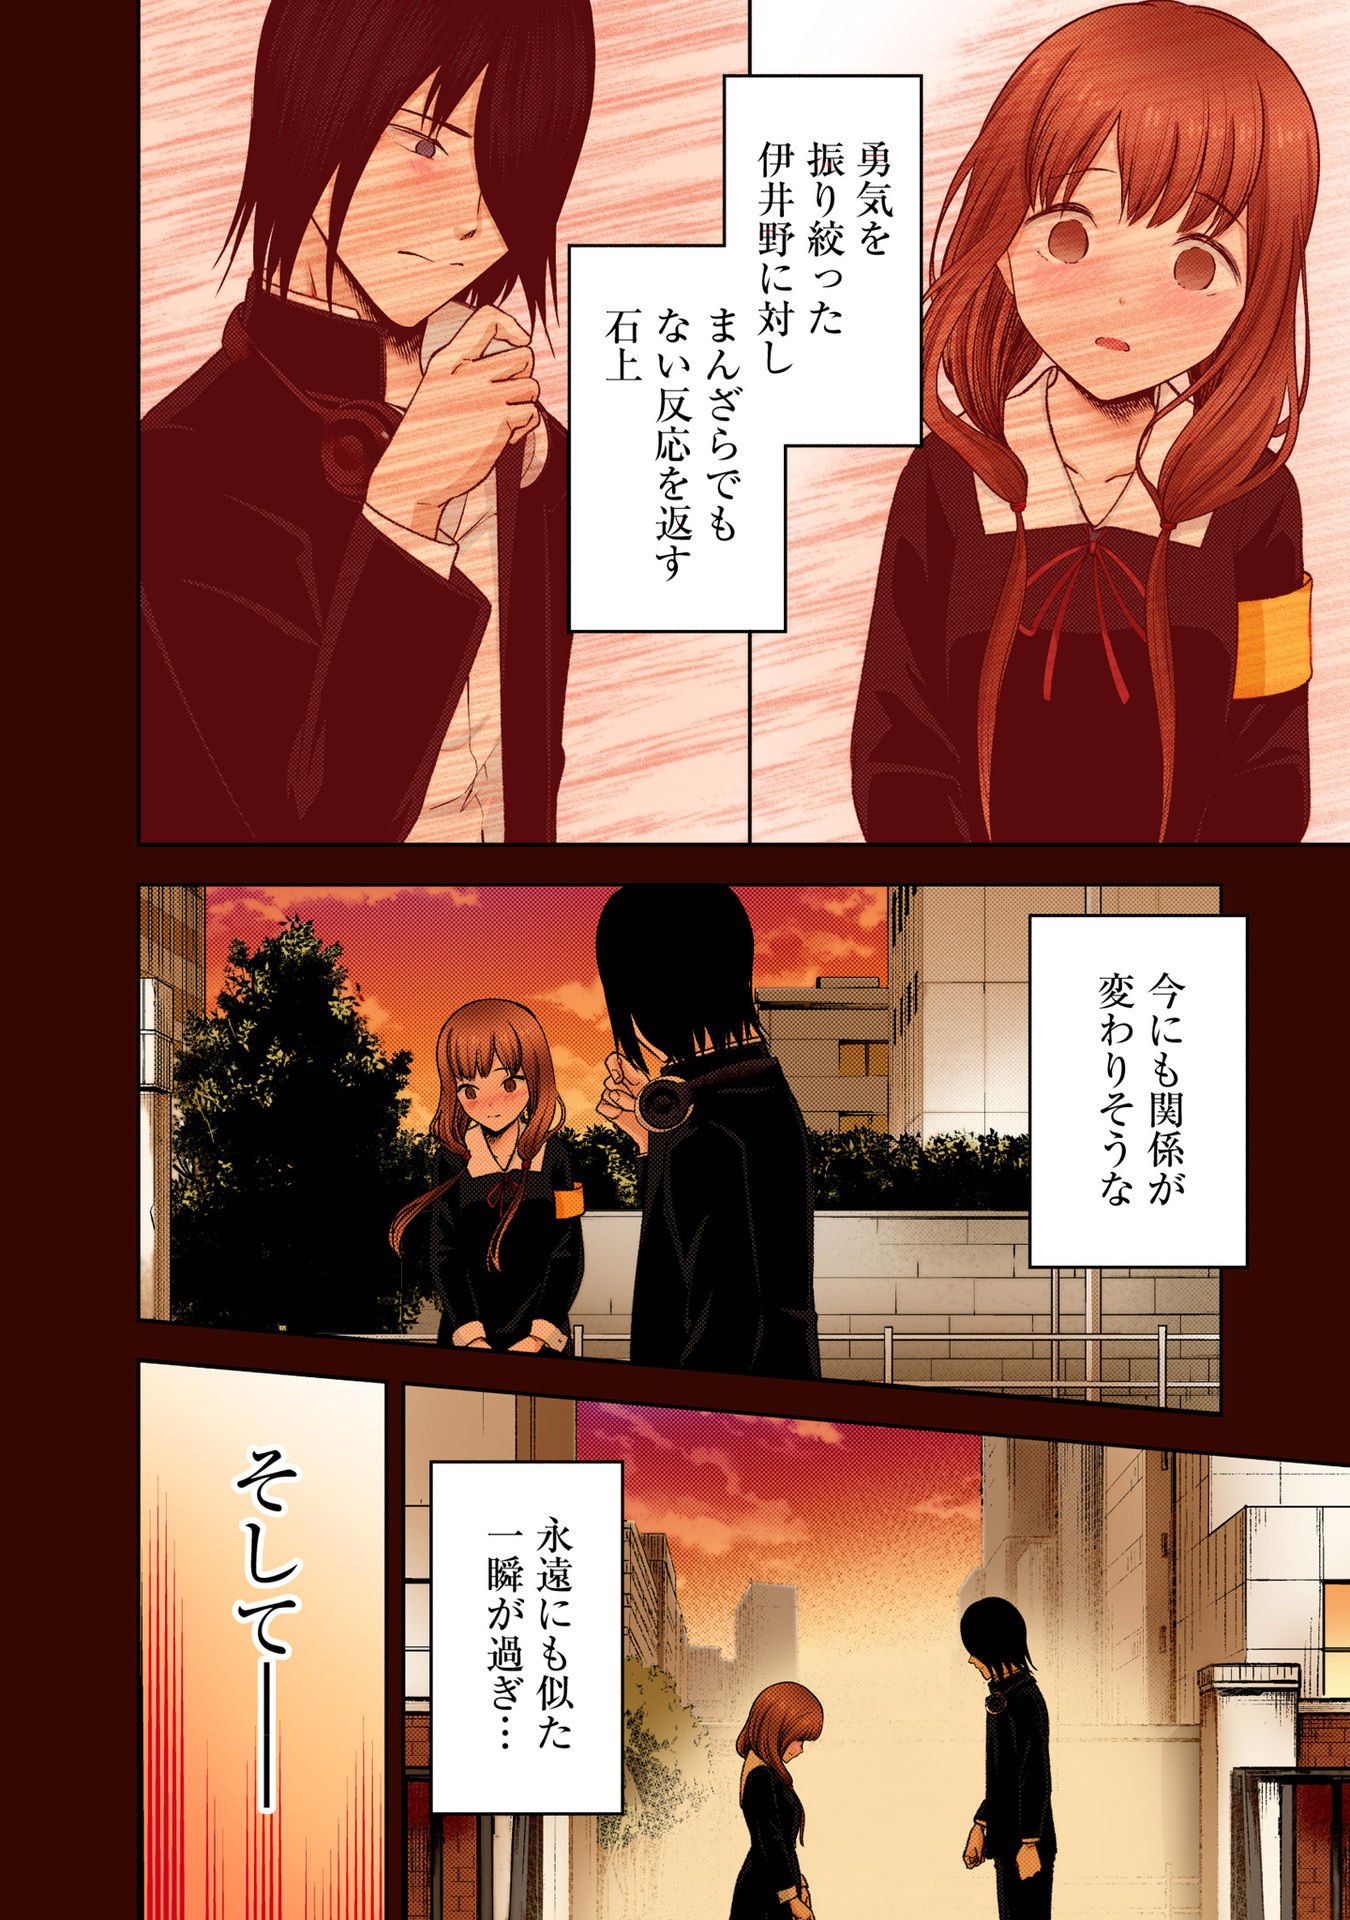 勇気を
振り絞った
伊井野に対し
まんざらでも
ない反応を返す
石上
今にも関係が
変わりそうな
永遠にも似た
一瞬が過ぎ…
そして──